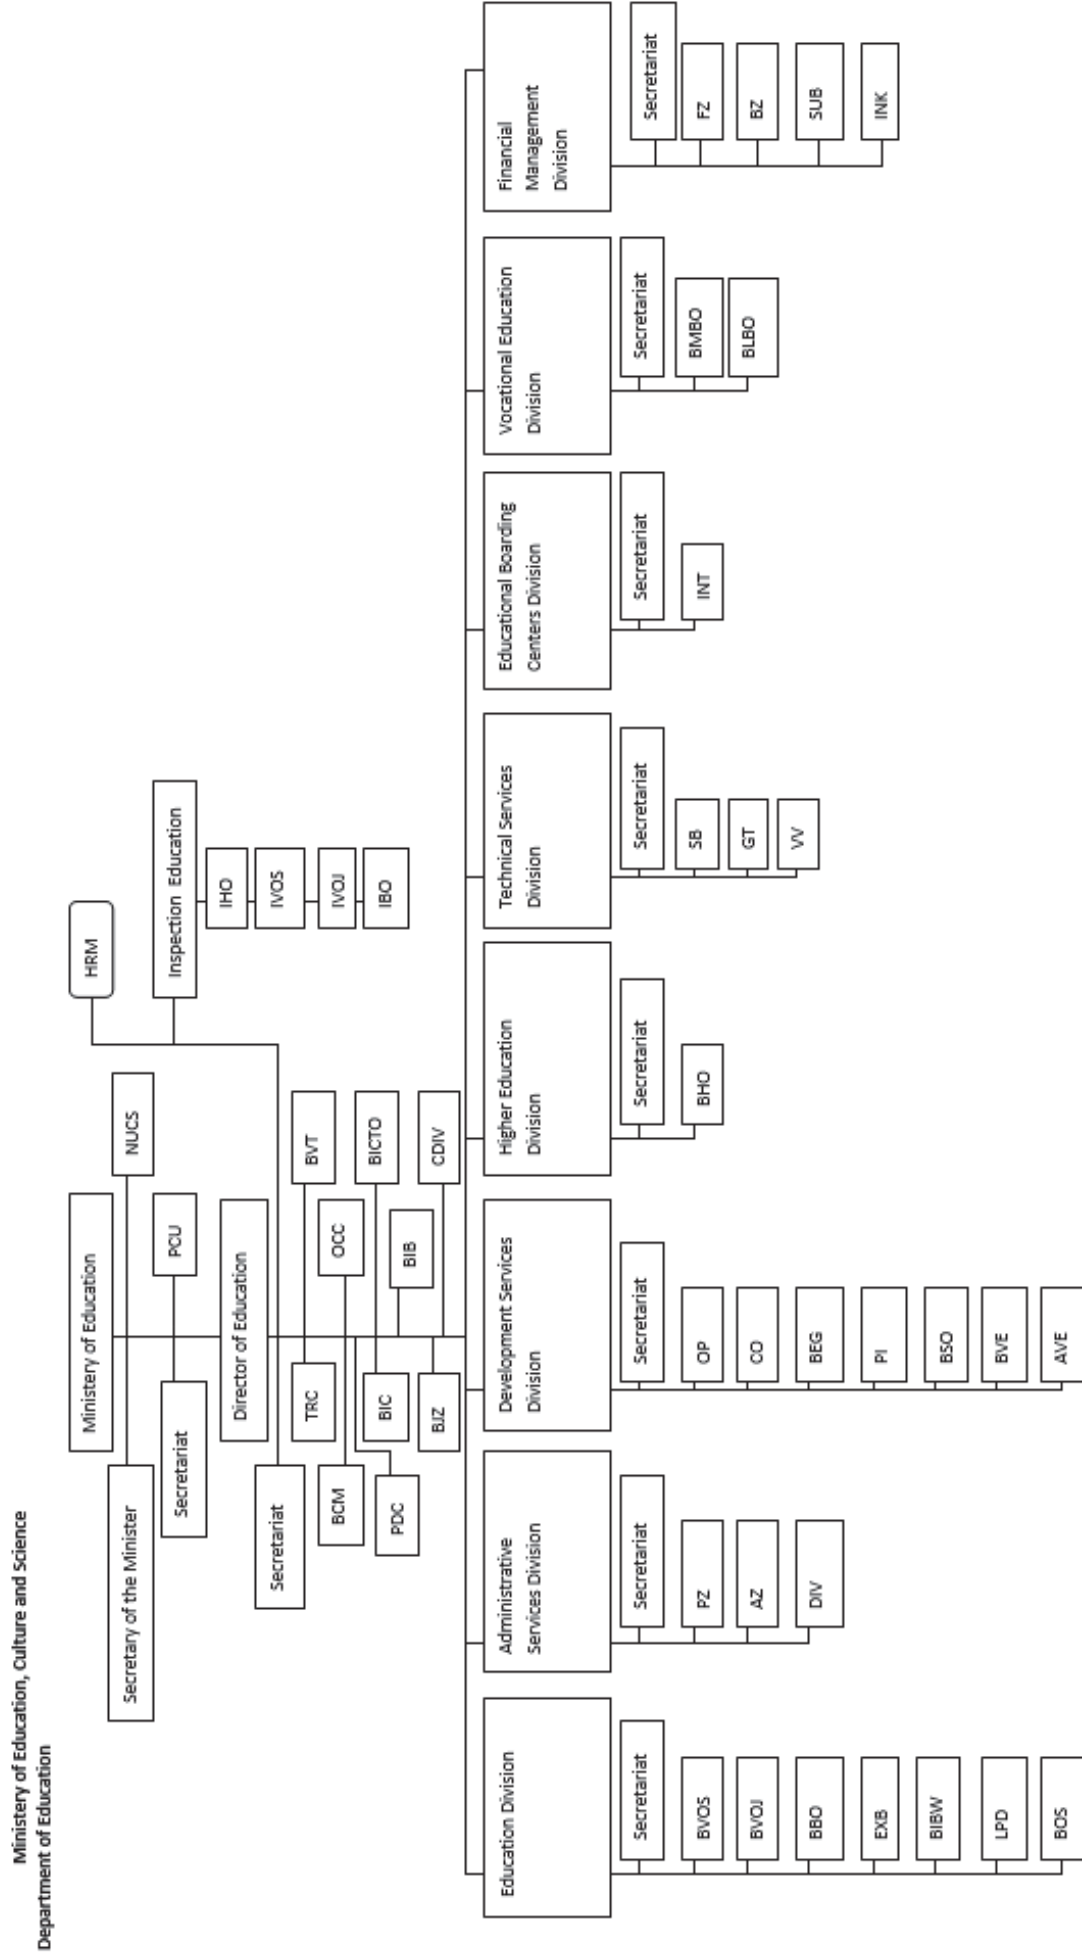 Ministery of Education, Culture and Science
Department of Education
Ministery of Education
HRM
Secretary of the Minister
NUCS
Secretariat
PCU
Inspection Education
IHO
IVOS
IVOJ
IBO
Director of Education
Secretariat
TRC
BVT
BCM
OCC
BIC
BICTO
PDC
BIB
BJZ
CDIV
Education Division
Secretariat
BVOS
BVOJ
BBO
EXB
BIBW
LPD
BOS
Administrative
Services Division
Secretariat
PZ
AZ
DIV
Development Services
Division
Secretariat
OP
CO
BEG
PI
BSO
BVE
AVE
Higher Education
Division
Secretariat
BHO
Technical Services
Division
Secretariat
SB
GT
VV
Educational Boarding
Centers Division
Secretariat
INT
Vocational Education
Division
Secretariat
BMBO
BLBO
Financial
Management
Division
Secretariat
FZ
BZ
SUB
INK